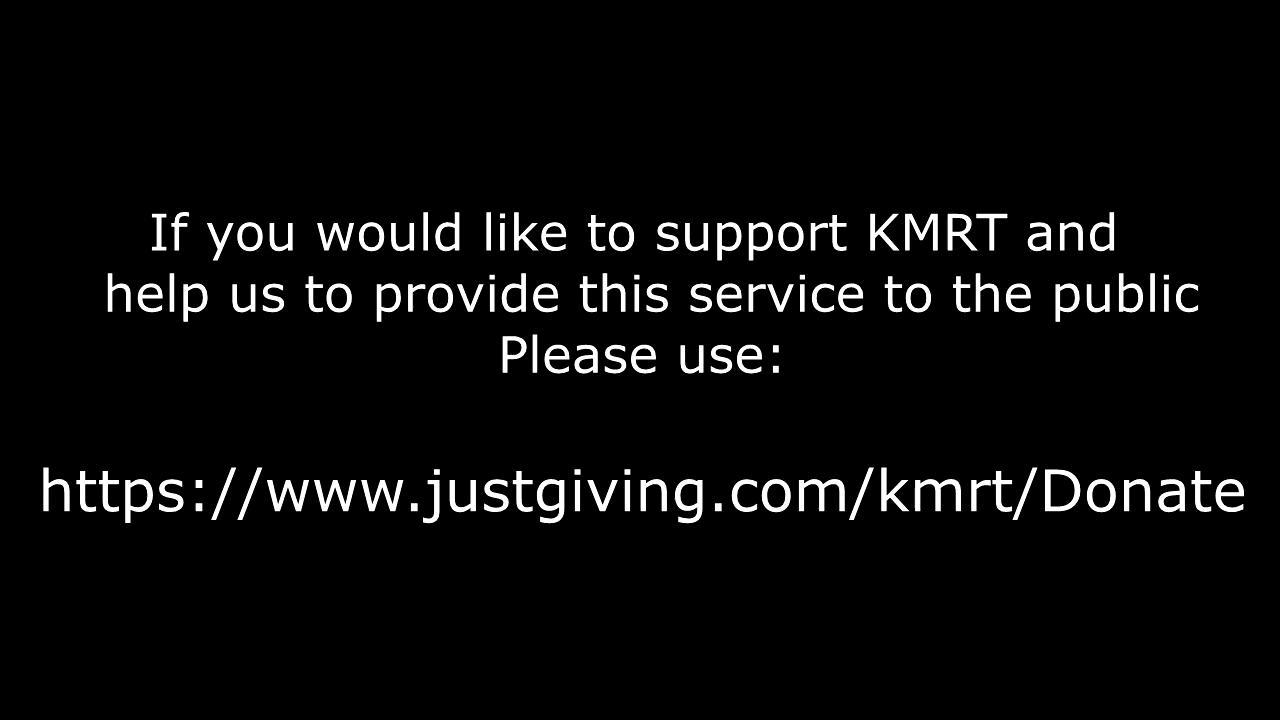 If you would like to support KMRT and
help us to provide this service to the public
Please use:
https://www.justgiving.com/kmrt/Donate